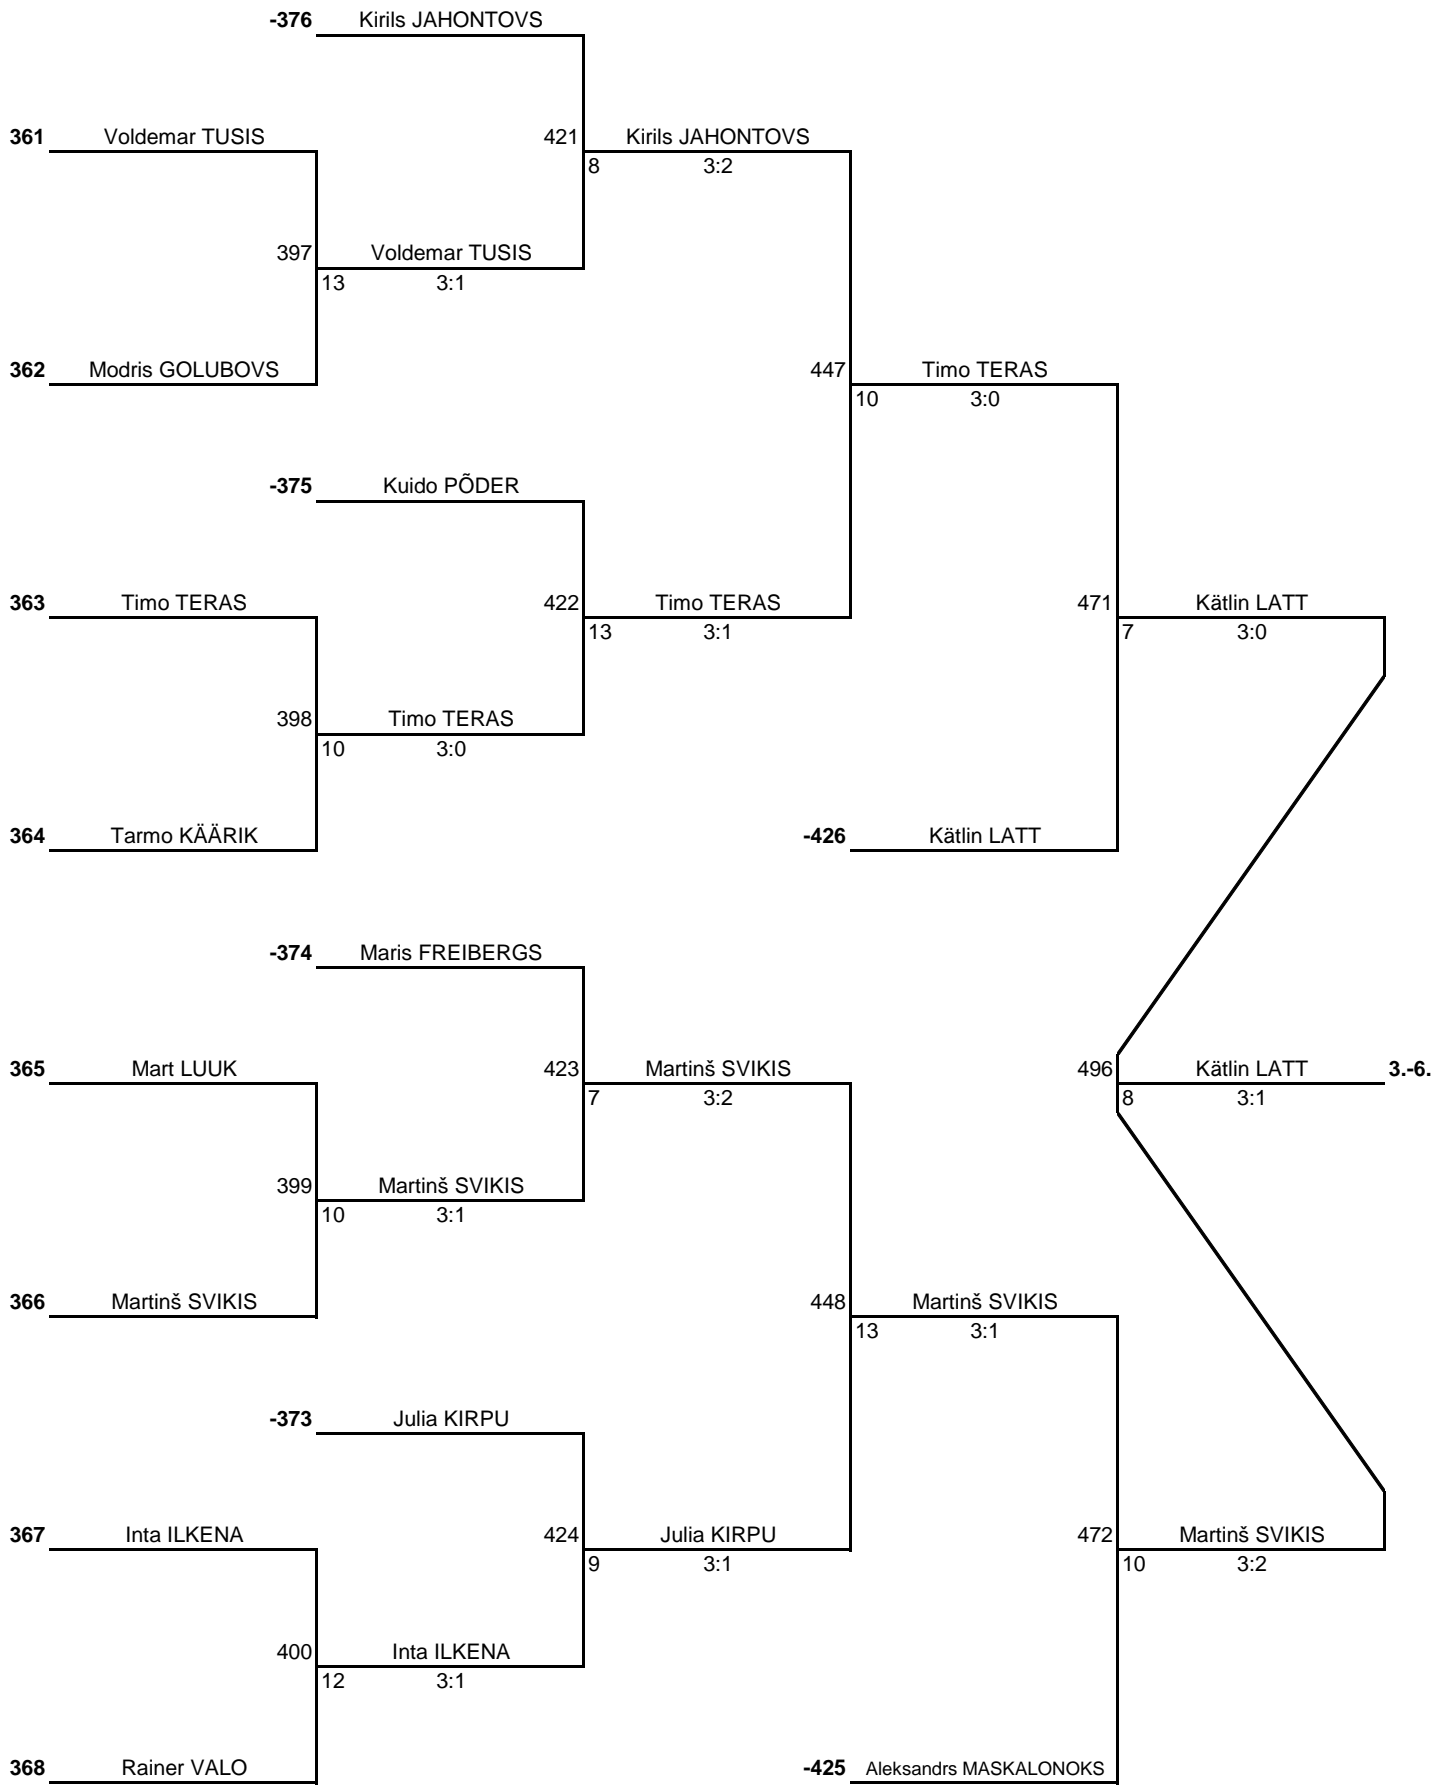 -376 Kirils JAHONTOVS
361 Voldemar TUSIS 421 Kirils JAHONTOVS
8 3:2
397 Voldemar TUSIS
13 3:1
362 Modris GOLUBOVS 447 Timo TERAS
10 3:0
-375 Kuido PÕDER
363 Timo TERAS 422 Timo TERAS 471 Kätlin LATT
13 3:1 7 3:0
398 Timo TERAS
10 3:0
364 Tarmo KÄÄRIK -426 Kätlin LATT
-374 Maris FREIBERGS
365 Mart LUUK 423 Martinš SVIKIS 496 Kätlin LATT 3.-6.
7 3:2 8 3:1
399 Martinš SVIKIS
10 3:1
366 Martinš SVIKIS 448 Martinš SVIKIS
13 3:1
-373 Julia KIRPU
367 Inta ILKENA 424 Julia KIRPU 472 Martinš SVIKIS
9 3:1 10 3:2
400 Inta ILKENA
12 3:1
368 Rainer VALO -425 Aleksandrs MASKALONOKS